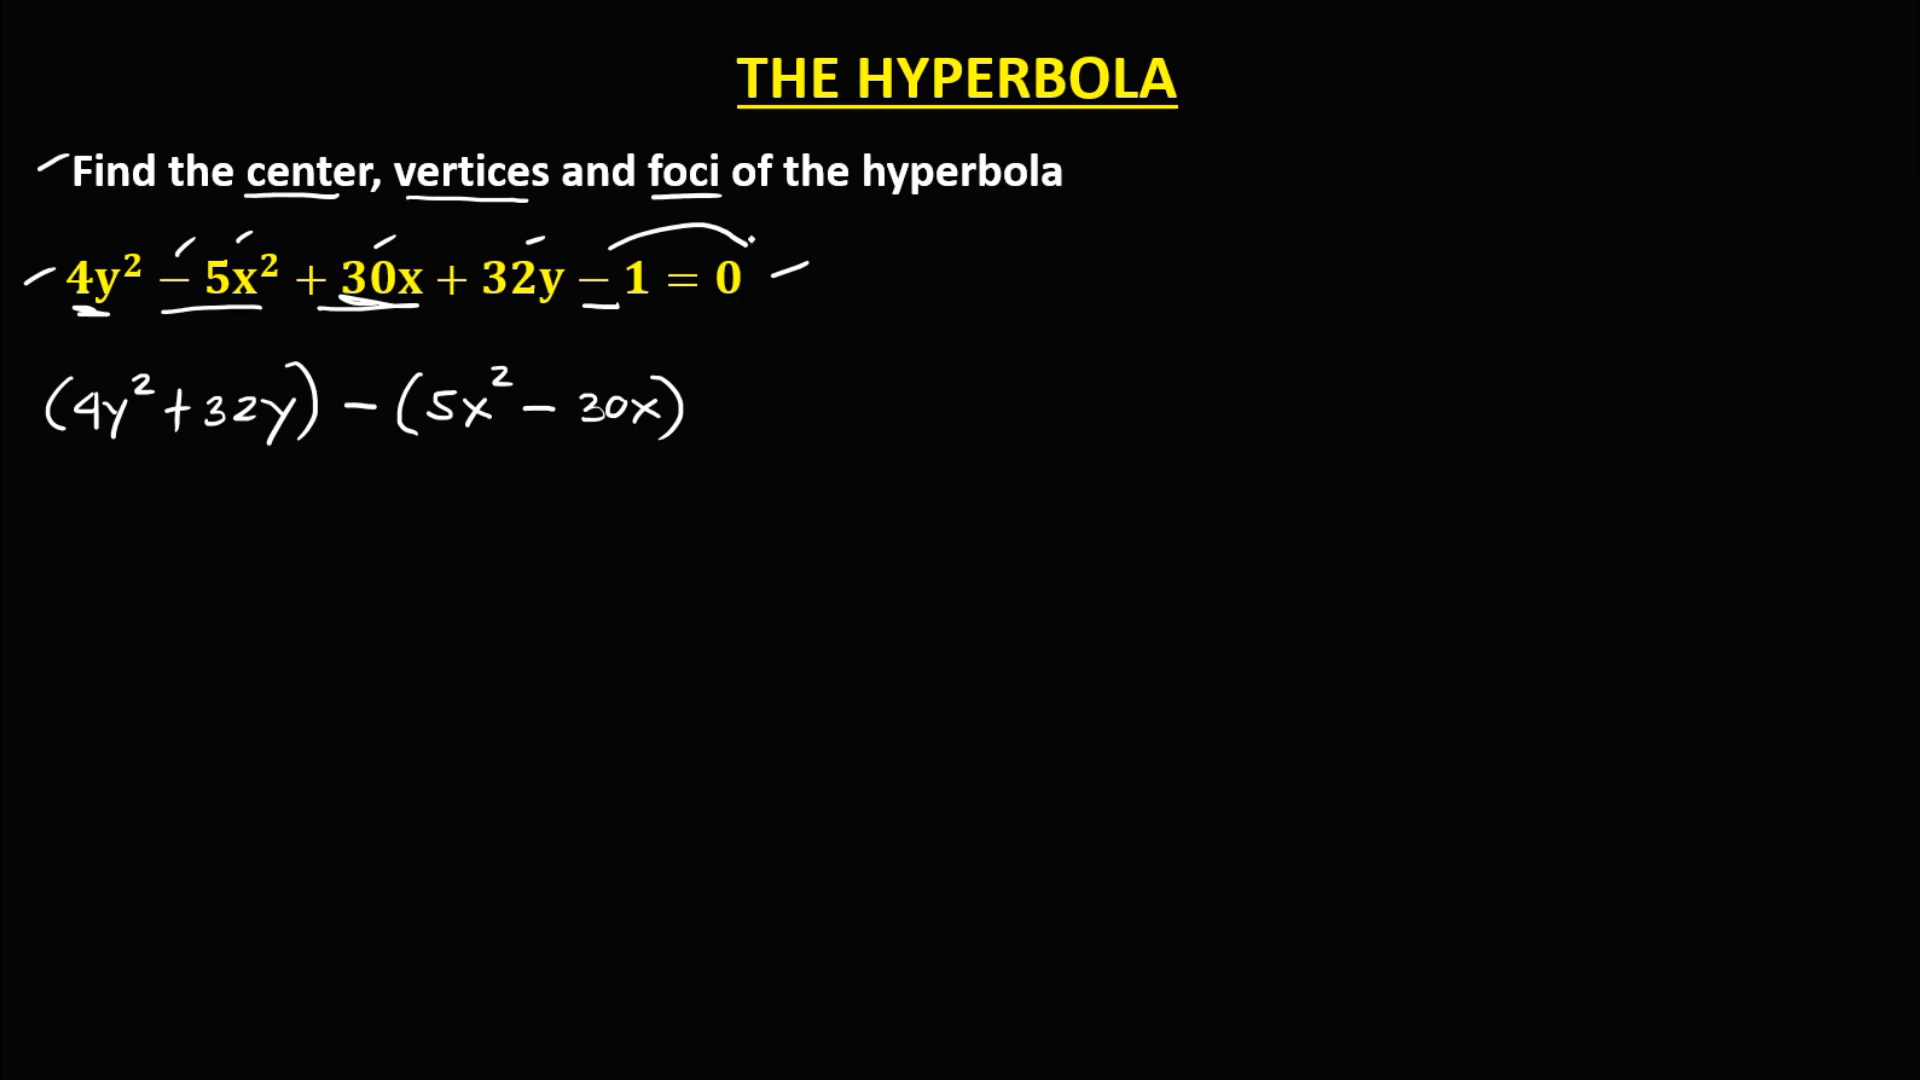 THE HYPERBOLA
Find the center, vertices and foci of the hyperbola
4y² − 5x² + 30x + 32y − 1 = 0
(4y² + 32y) − (5x² − 30x)